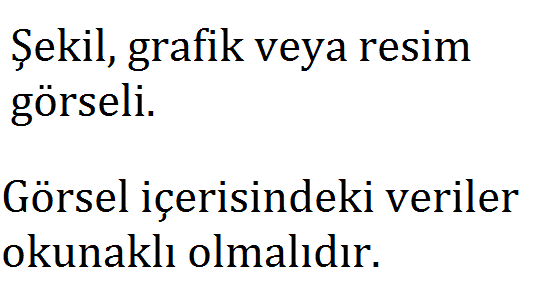 Şekil, grafik veya resim
görseli.
Görsel içerisindeki veriler
okunaklı olmalıdır.